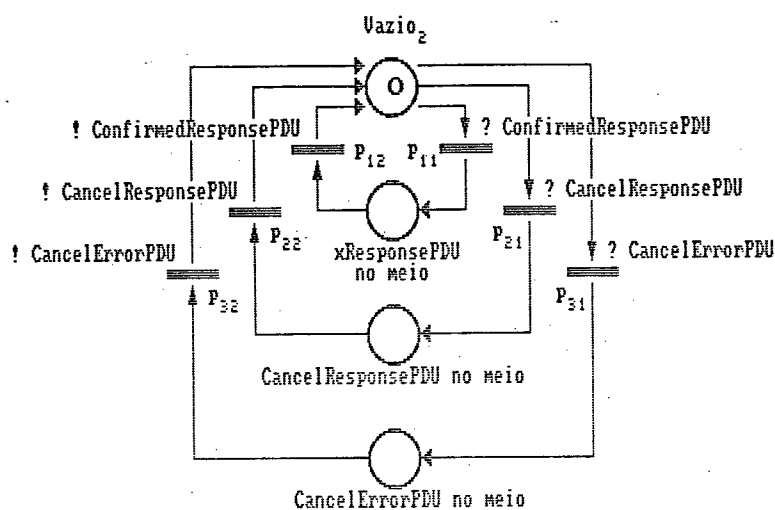 Vazio₂
O
! ConfirmedResponsePDU
? ConfirmedResponsePDU
P₁₂
P₁₁
! CancelResponsePDU
? CancelResponsePDU
P₂₂
P₂₁
xResponsePDU
no meio
! CancelErrorPDU
? CancelErrorPDU
P₃₂
P₃₁
CancelResponsePDU no meio
CancelErrorPDU no meio